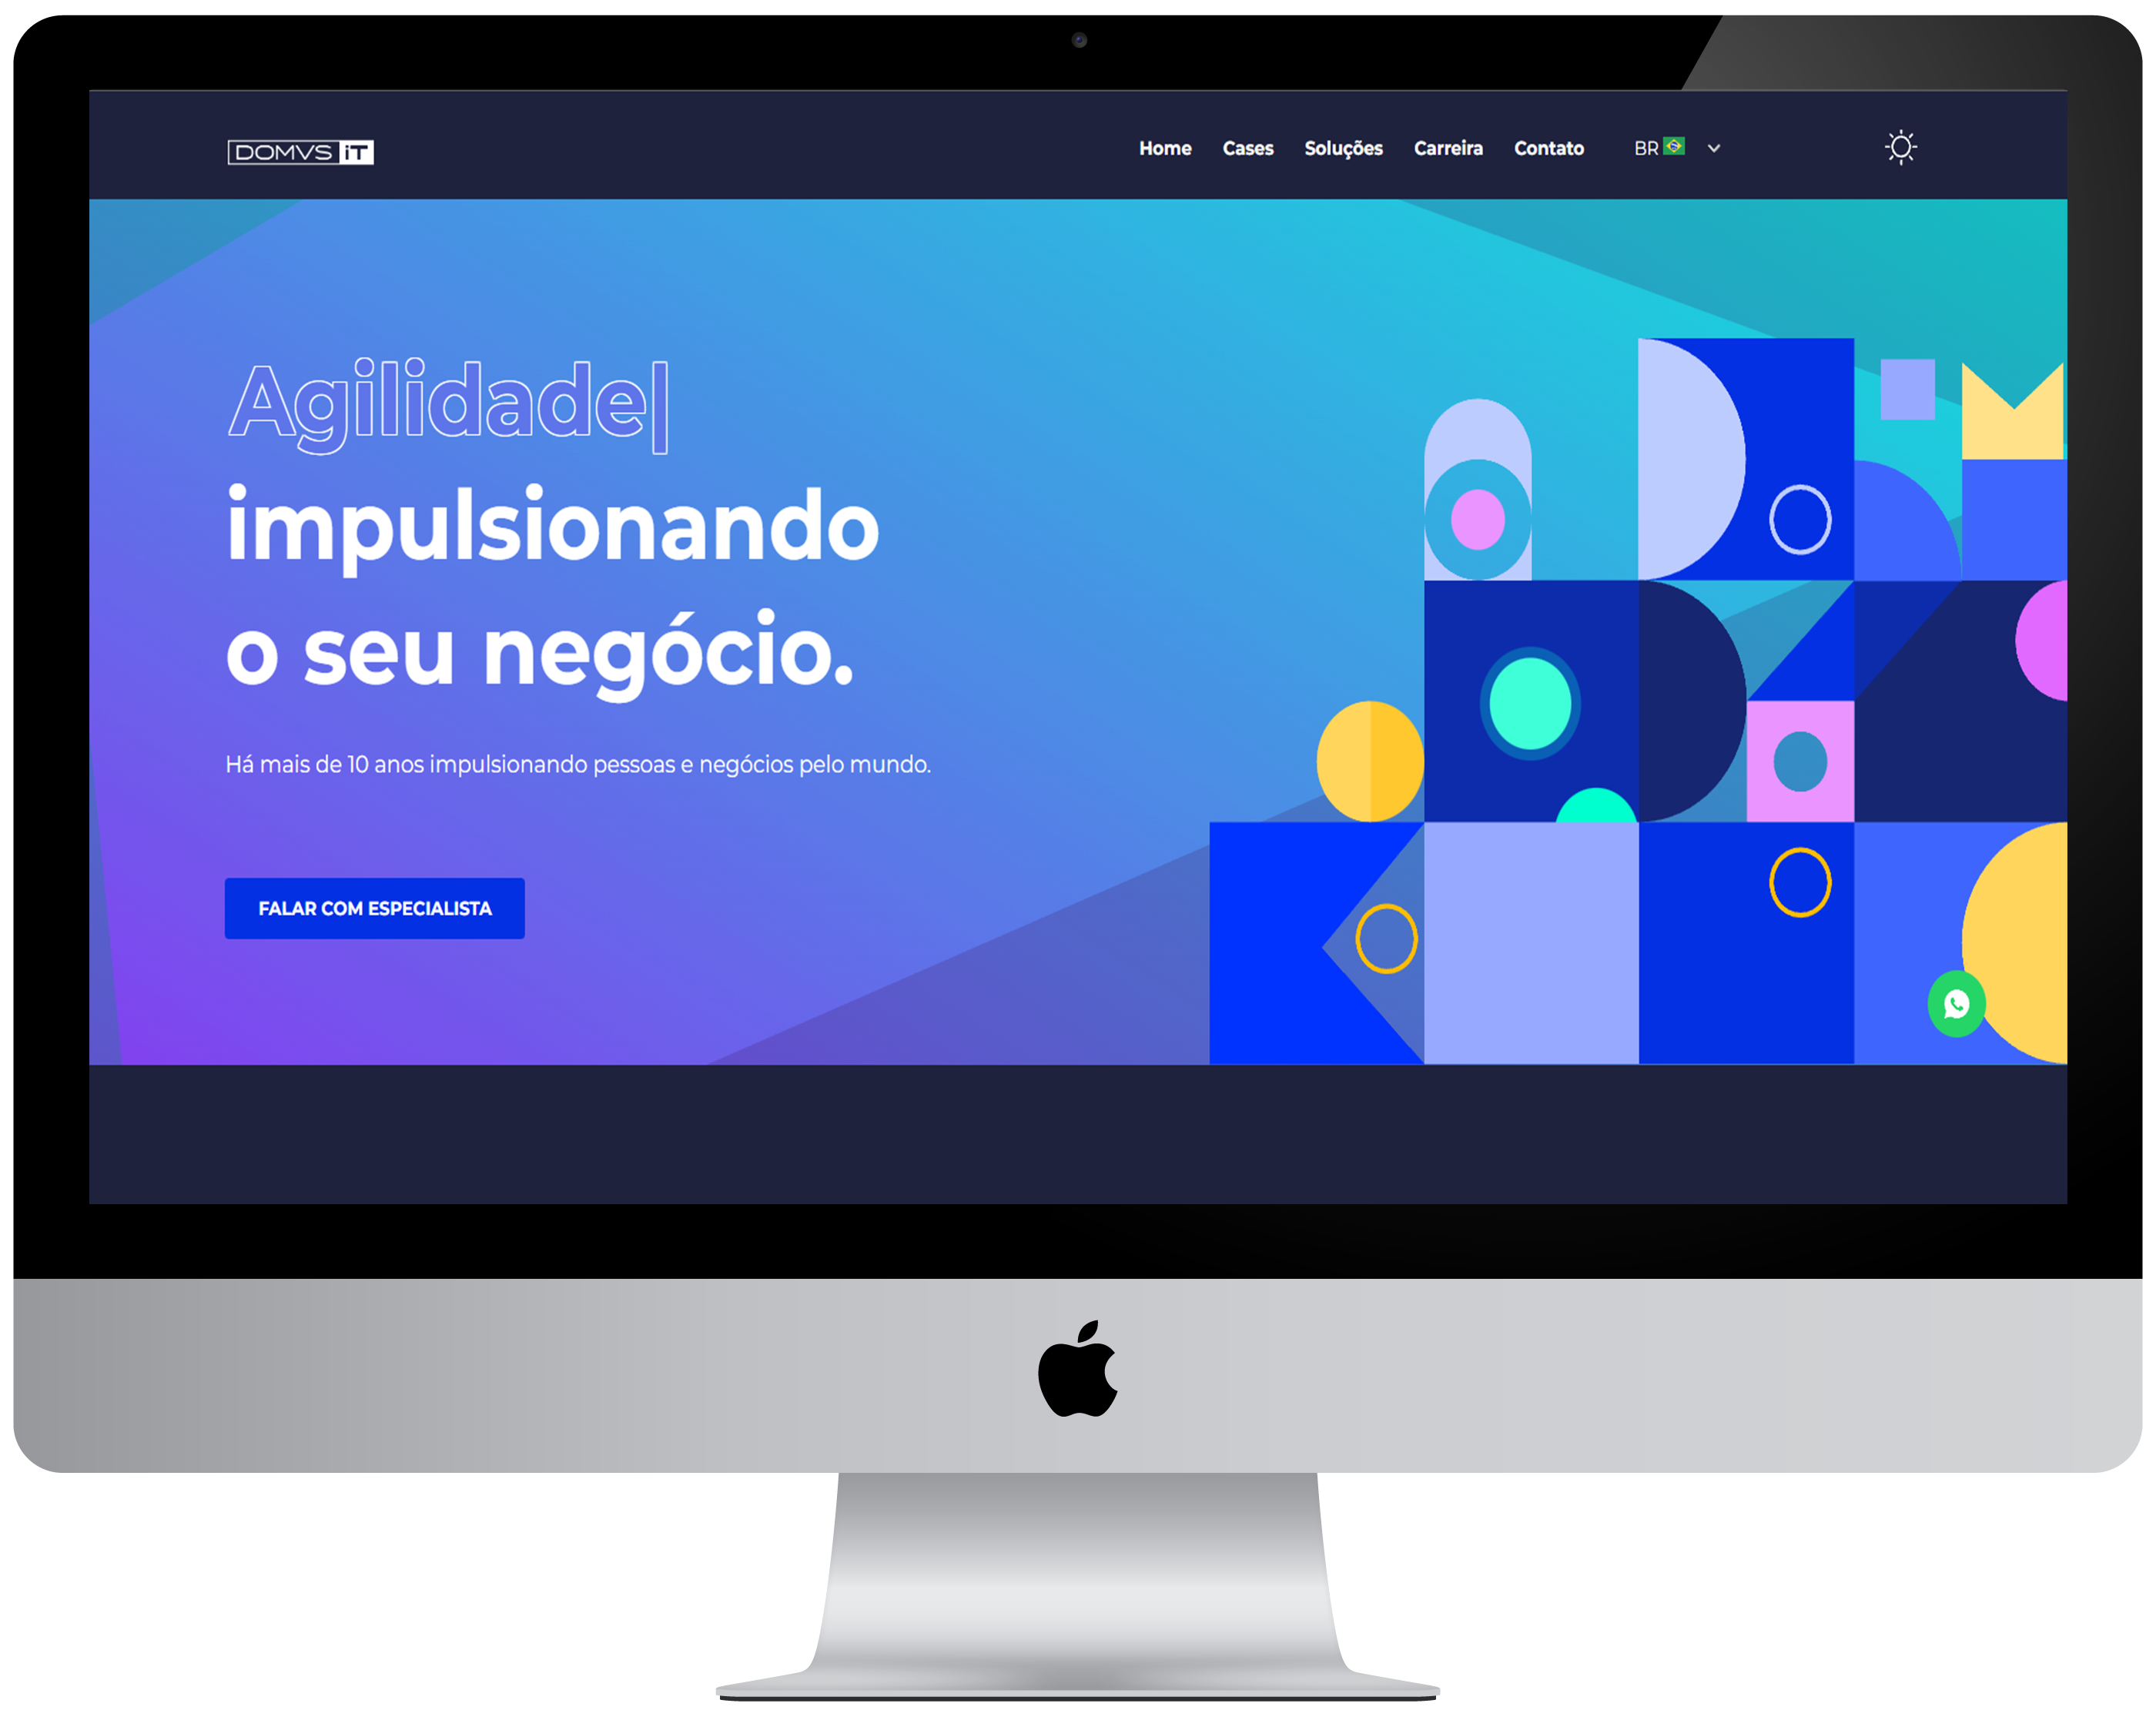 DOMVS iT
Home Cases Soluções Carreira Contato BR
Agilidade|
impulsionando
o seu negócio.
Há mais de 10 anos impulsionando pessoas e negócios pelo mundo.
FALAR COM ESPECIALISTA